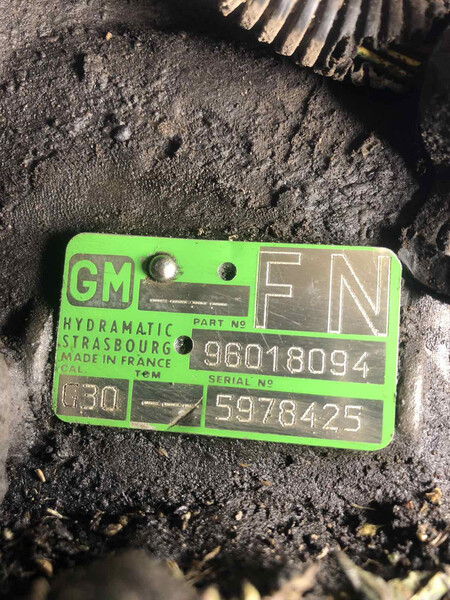 GM
FN
PART Nº
HYDRAMATIC
STRASBOURG
MADE IN FRANCE
96018094
CAL
TCM
SERIAL Nº
G30
5978425